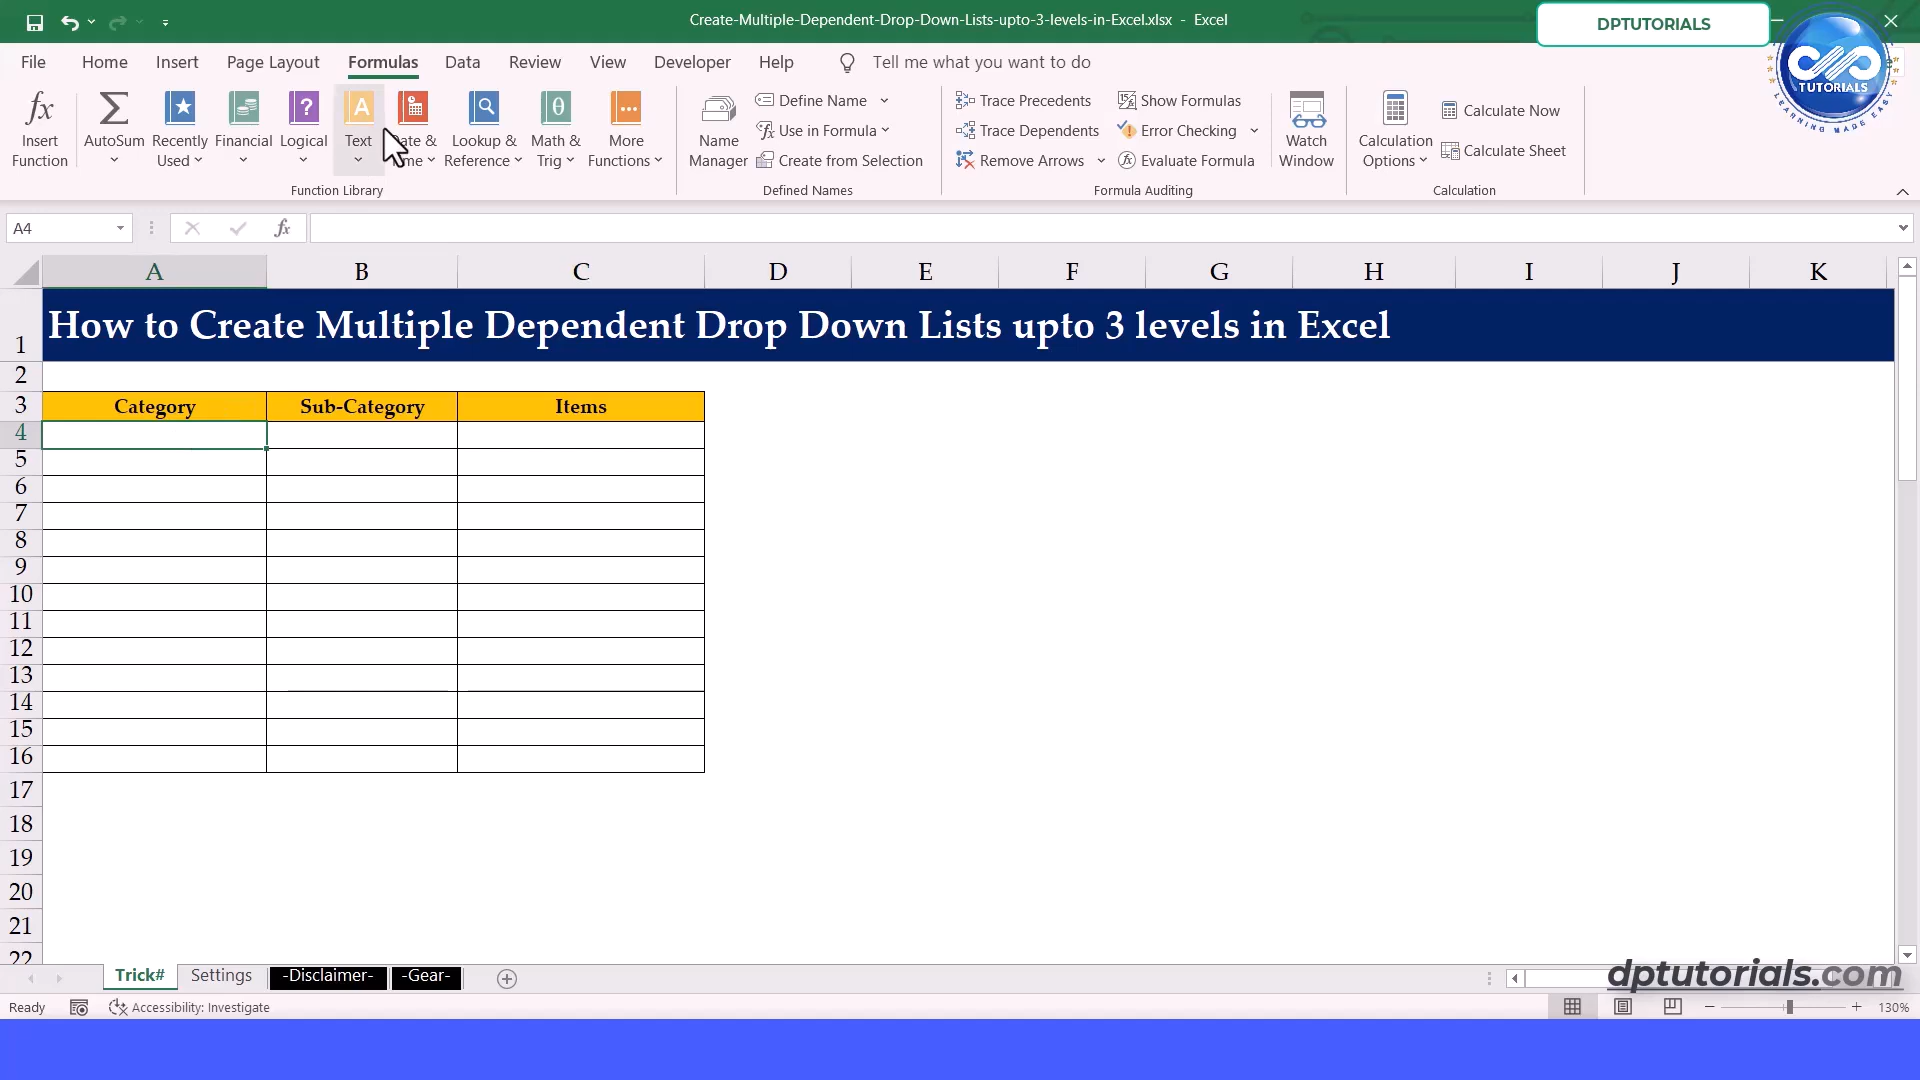 Create-Multiple-Dependent-Drop-Down-Lists-upto-3-levels-in-Excel.xlsx - Excel
DPTUTORIALS
File Home Insert Page Layout Formulas Data Review View Developer Help Tell me what you want to do
TUTORIALS
LEARNING MADE EASY
Insert Function
AutoSum
Recently Used
Financial
Logical
Text
Lookup & Reference
Math & Trig
More Functions
Function Library
Name Manager
Define Name
Use in Formula
Create from Selection
Defined Names
Trace Precedents
Trace Dependents
Remove Arrows
Show Formulas
Error Checking
Evaluate Formula
Formula Auditing
Watch Window
Calculation Options
Calculate Now
Calculate Sheet
Calculation
A4
fx
A B C D E F G H I J K
1 How to Create Multiple Dependent Drop Down Lists upto 3 levels in Excel
2
3 Category Sub-Category Items
4
5
6
7
8
9
10
11
12
13
14
15
16
17
18
19
20
21
22
Trick# Settings -Disclaimer- -Gear-
dptutorials.com
Ready Accessibility: Investigate 130%